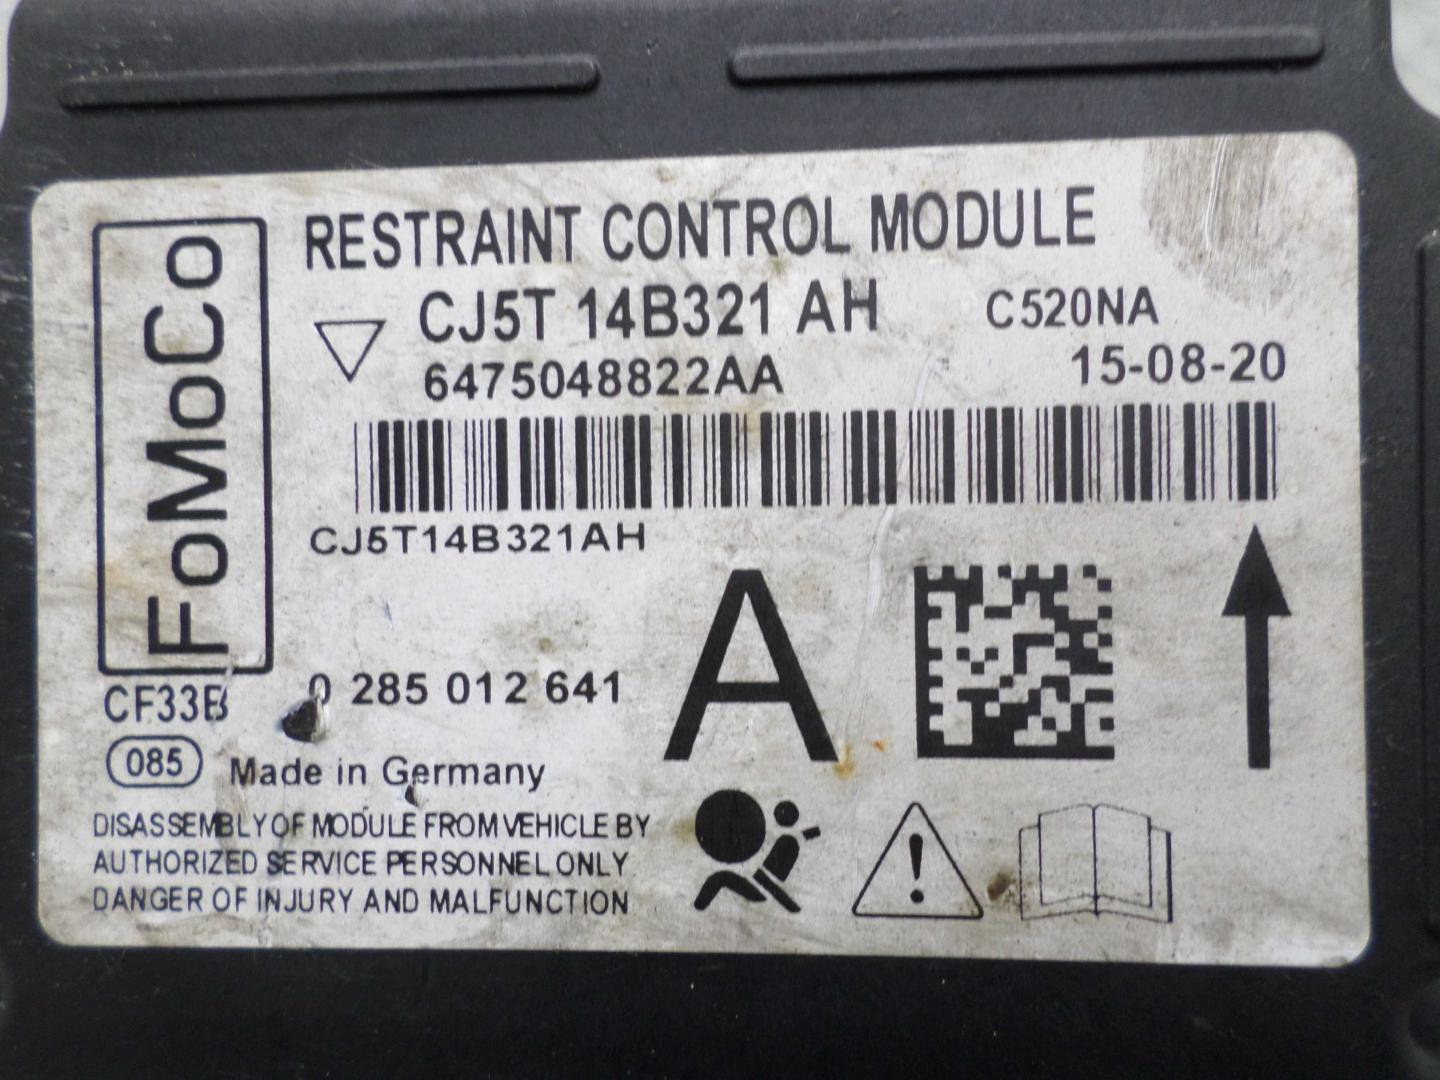 FoMoCo
RESTRAINT CONTROL MODULE
CJ5T 14B321 AH C520NA
6475048822AA 15-08-20
CJ5T14B321AH
A
CF33B 0 285 012 641
085 Made in Germany
DISASSEMBLY OF MODULE FROM VEHICLE BY
AUTHORIZED SERVICE PERSONNEL ONLY
DANGER OF INJURY AND MALFUNCTION